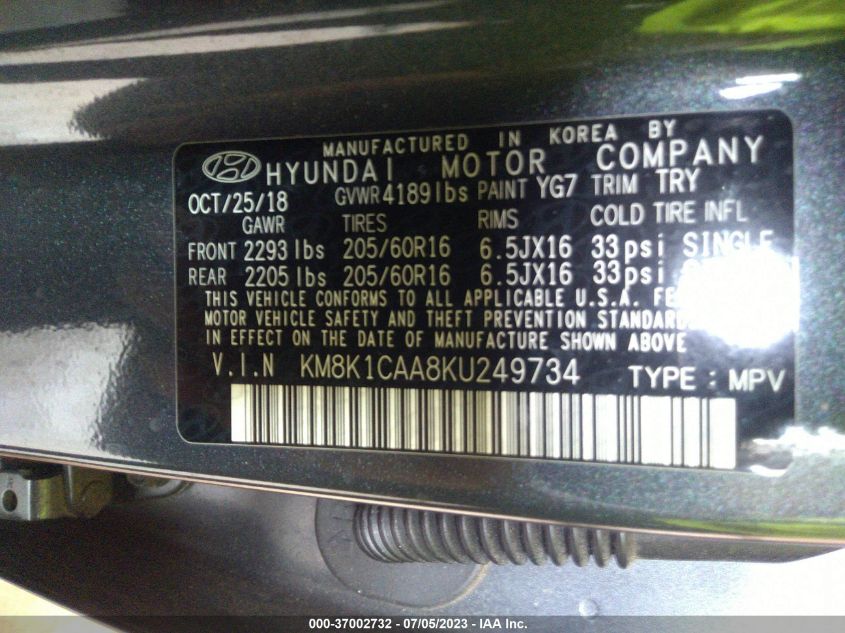 MANUFACTURED IN KOREA BY
HYUNDAI MOTOR COMPANY
OCT/25/18 GVWR 4189lbs PAINT YG7 TRIM TRY
GAWR TIRES RIMS COLD TIRE INFL
FRONT 2293 lbs 205/60R16 6.5JX16 33psi SINGLE
REAR 2205 lbs 205/60R16 6.5JX16 33psi
THIS VEHICLE CONFORMS TO ALL APPLICABLE U.S.A.
MOTOR VEHICLE SAFETY AND THEFT PREVENTION
IN EFFECT ON THE DATE OF MANUFACTURE SHOWN ABOVE
V.I.N KM8K1CAA8KU249734 TYPE : MPV
000-37002732 - 07/05/2023 - IAA Inc.